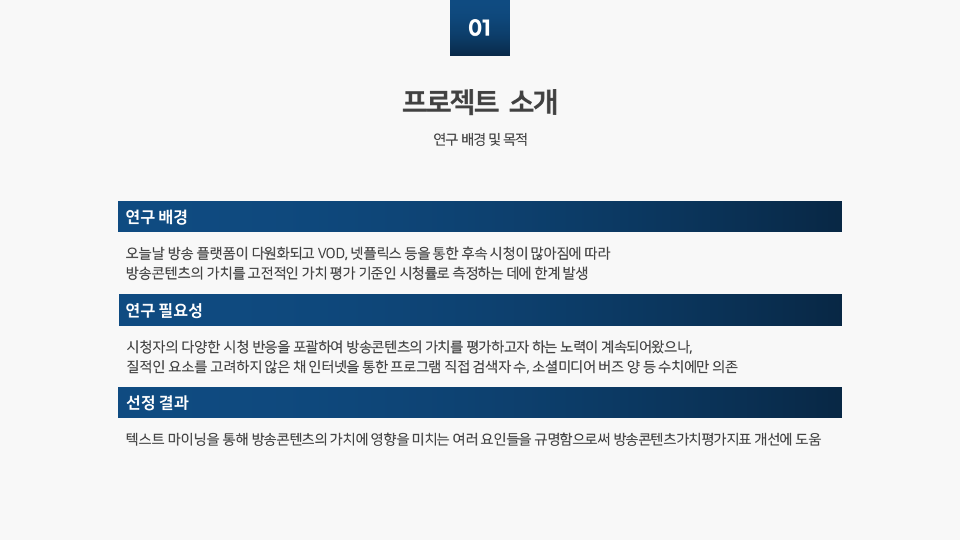 01
프로젝트 소개
연구 배경 및 목적
연구 배경
오늘날 방송 플랫폼이 다원화되고 VOD, 넷플릭스 등을 통한 후속 시청이 많아짐에 따라
방송콘텐츠의 가치를 고전적인 가치 평가 기준인 시청률로 측정하는 데에 한계 발생
연구 필요성
시청자의 다양한 시청 반응을 포괄하여 방송콘텐츠의 가치를 평가하고자 하는 노력이 계속되어왔으나,
질적인 요소를 고려하지 않은 채 인터넷을 통한 프로그램 직접 검색자 수, 소셜미디어 버즈 양 등 수치에만 의존
선정 결과
텍스트 마이닝을 통해 방송콘텐츠의 가치에 영향을 미치는 여러 요인들을 규명함으로써 방송콘텐츠가치평가지표 개선에 도움